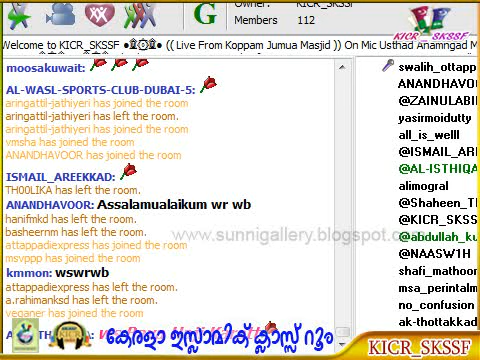 Owner: KICR_SKSSF
G Members 112
KICR_SKSSF
Welcome to KICR_SKSSF (( Live From Koppam Jumua Masjid )) On Mic Usthad Anamngad M
moosakuwait:
AL-WASL-SPORTS-CLUB-DUBAI-5:
aringattil-jathiyeri has joined the room
aringattil-jathiyeri has left the room.
vmsha has joined the room
ANANDHAVOOR has joined the room
ISMAIL_AREEKKAD:
TH00LIKA has left the room.
ANANDHAVOOR: Assalamualaikum wr wb
hanifmkd has left the room.
basheernm has left the room.
attappadiexpress has joined the room
msvppp has joined the room
kmmon: wswrwb
attappadiexpress has left the room.
a.rahimanksd has left the room.
veganer has joined the room
swalih_ottapp
ANANDHAVOO
@ZAINULABI
yasirmoidutty
all_is_welll
@ISMAIL_AR
@AL-ISTHIQA
alimogral
@Shaheen_T
@KICR_SKSS
@abdullah_ku
@NAASW1H
shafi_mathoor
msa_perintalm
no_confusion
ak-thottakkad
www.sunnigallery.blogspot.com
KICR
കേരളാ ഇസ്ലാമിക് ക്ലാസ്സ് റൂം
KICR_SKSSF